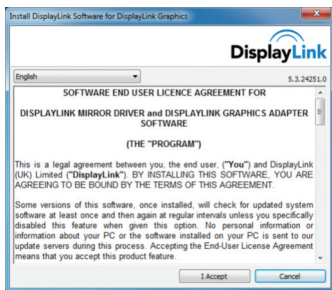 Install DisplayLink Software for DisplayLink Graphics
DisplayLink
English
5.3.24251.0
SOFTWARE END USER LICENCE AGREEMENT FOR
DISPLAYLINK MIRROR DRIVER and DISPLAYLINK GRAPHICS ADAPTER
SOFTWARE
(THE "PROGRAM")
This is a legal agreement between you, the end user, ("You") and DisplayLink
(UK) Limited ("DisplayLink"). BY INSTALLING THIS SOFTWARE, YOU ARE
AGREEING TO BE BOUND BY THE TERMS OF THIS AGREEMENT.
Some versions of this software, once installed, will check for updated system
software at least once and then again at regular intervals unless you specifically
disabled this feature when given this option. No personal information or
information about your PC or the software installed on your PC is sent to our
update servers during this process. Accepting the End-User License Agreement
means that you accept this product feature.
I Accept
Cancel